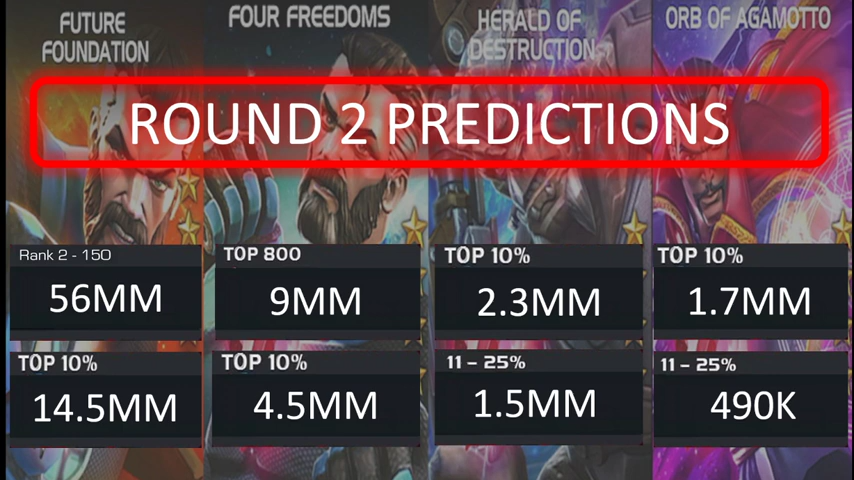 FUTURE
FOUNDATION
FOUR FREEDOMS
HERALD OF
DESTRUCTION
ORB OF AGAMOTTO
ROUND 2 PREDICTIONS
Rank 2 - 150
56MM
TOP 800
9MM
TOP 10%
2.3MM
TOP 10%
1.7MM
TOP 10%
14.5MM
TOP 10%
4.5MM
11 - 25%
1.5MM
11 - 25%
490K